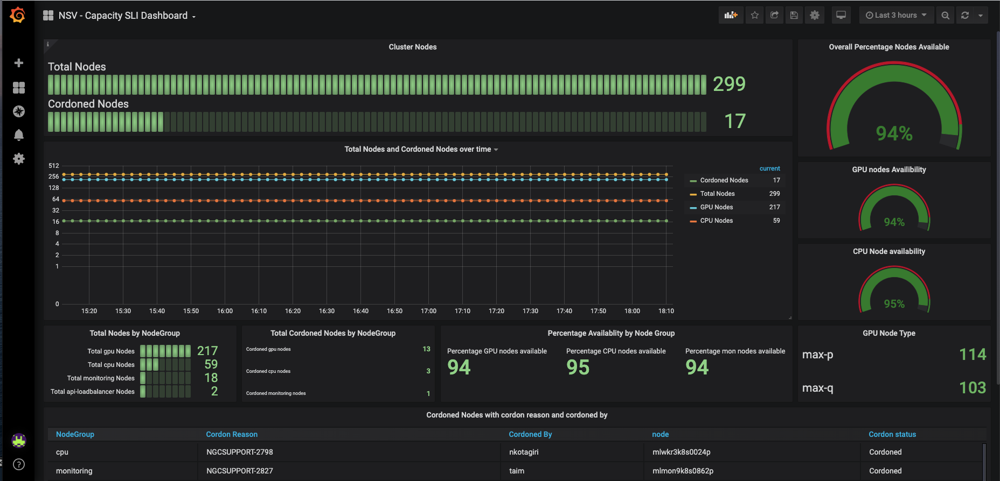 NSV - Capacity SLI Dashboard
Last 3 hours
i
Cluster Nodes
Total Nodes
299
Cordoned Nodes
17
Overall Percentage Nodes Available
94%
Total Nodes and Cordoned Nodes over time
512
256
128
64
32
16
8
4
2
1
0
15:20 15:30 15:40 15:50 16:00 16:10 16:20 16:30 16:40 16:50 17:00 17:10 17:20 17:30 17:40 17:50 18:00 18:10
current
Cordoned Nodes 17
Total Nodes 299
GPU Nodes 217
CPU Nodes 59
GPU nodes Availibility
94%
CPU Node availability
95%
Total Nodes by NodeGroup
Total gpu Nodes 217
Total cpu Nodes 59
Total monitoring Nodes 18
Total api-loadbalancer Nodes 2
Total Cordoned Nodes by NodeGroup
Cordoned gpu nodes 13
Cordoned cpu nodes 3
Cordoned monitoring nodes 1
Percentage Availablity by Node Group
Percentage GPU nodes available Percentage CPU nodes available Percentage mon nodes available
94 95 94
GPU Node Type
max-p 114
max-q 103
Cordoned Nodes with cordon reason and cordoned by
NodeGroup Cordon Reason Cordoned By node Cordon status
cpu NGCSUPPORT-2798 nkotagiri mlwkr3k8s0024p Cordoned
monitoring NGCSUPPORT-2827 taim mlmon9k8s0862p Cordoned
?